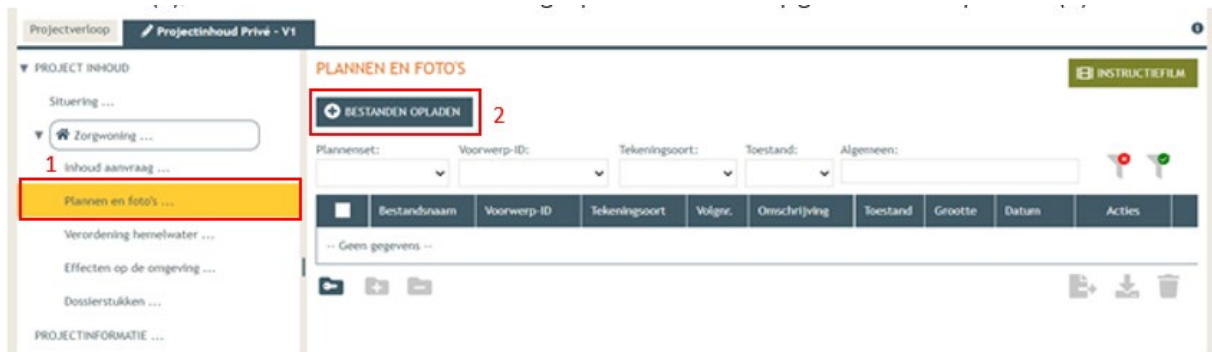 Projectverloop
Projectinhoud Privé - V1
PROJECT INHOUD
Situering ...
Zorgwoning ...
1
Inhoud aanvraag ...
Plannen en foto's ...
Verordening hemelwater ...
Effecten op de omgeving ...
Dossierstukken ...
PROJECTINFORMATIE ...
PLANNEN EN FOTO'S
INSTRUCTIEFILM
BESTANDEN OPLADEN
2
Plannenset: Voorwerp-ID: Tekeningsoort: Toestand: Algemeen:
Bestandsnaam Voorwerp-ID Tekeningsoort Volgnr. Omschrijving Toestand Grootte Datum Acties
-- Geen gegevens --